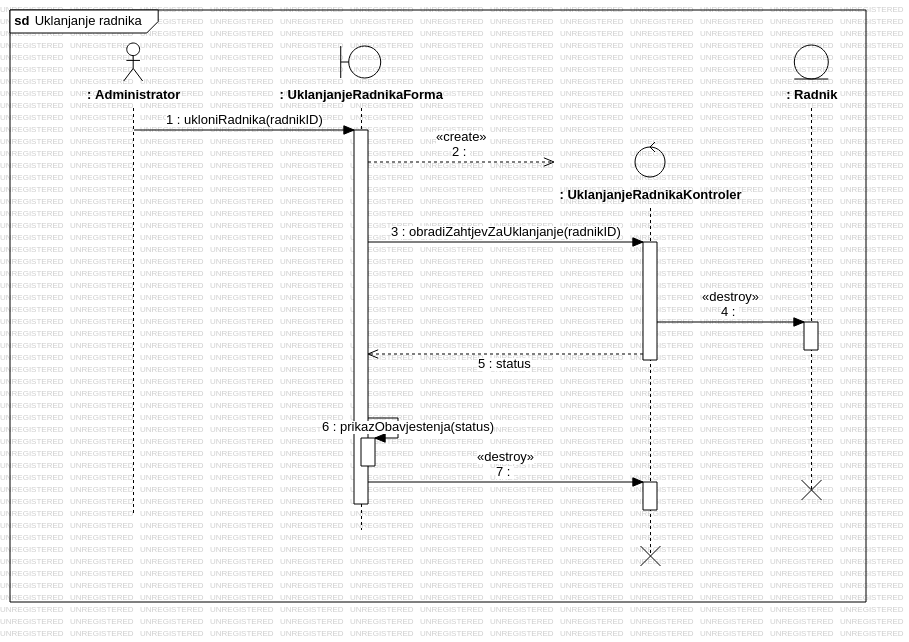 sd Uklanjanje radnika
: Administrator
: UklanjanjeRadnikaForma
: Radnik
1 : ukloniRadnika(radnikID)
«create»
2 :
: UklanjanjeRadnikaKontroler
3 : obradiZahtjevZaUklanjanje(radnikID)
«destroy»
4 :
5 : status
6 : prikazObavjestenja(status)
«destroy»
7 :
UNREGISTERED